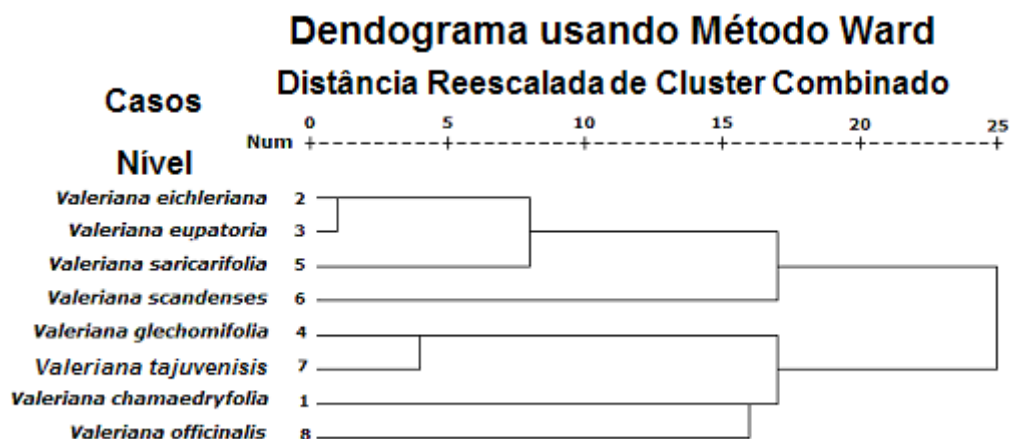 Dendograma usando Método Ward
Distância Reescalada de Cluster Combinado
Casos
0 5 10 15 20 25
Num
Nível
Valeriana eichleriana 2
Valeriana eupatoria 3
Valeriana saricarifolia 5
Valeriana scandenses 6
Valeriana glechomifolia 4
Valeriana tajuvenisis 7
Valeriana chamaedryfolia 1
Valeriana officinalis 8